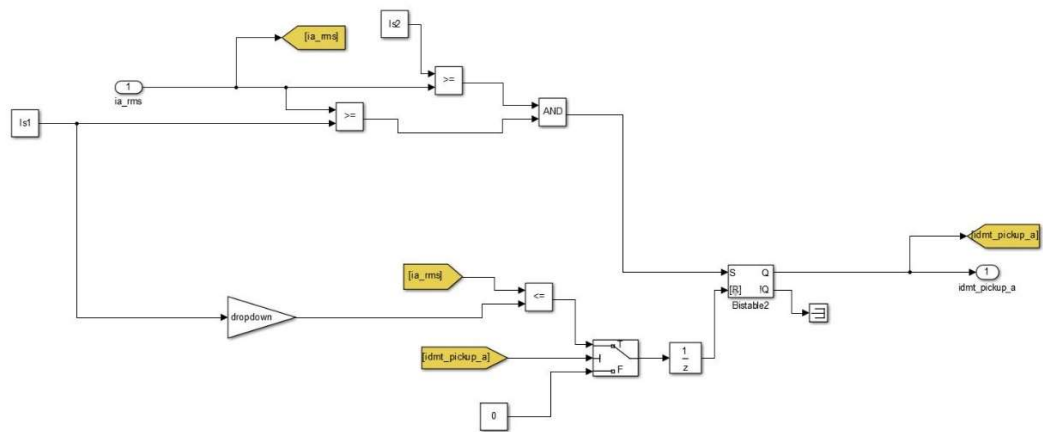 [ia_rms]
Is2
>=
1
ia_rms
Is1
>=
AND
[ia_rms]
<=
dropdown
[idmt_pickup_a]
T
F
0
1
z
S Q
[R] !Q
Bistable2
[idmt_pickup_a]
1
idmt_pickup_a